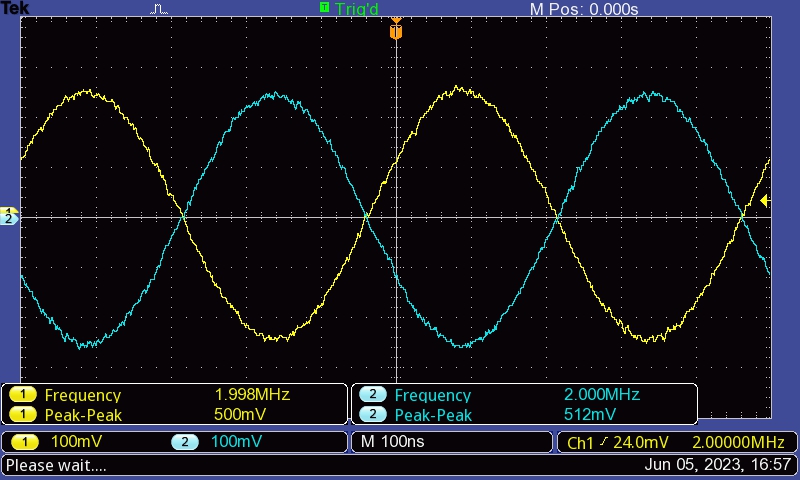 Tek T Trig'd M Pos: 0.000s
T
1
2
1 Frequency 1.998MHz 2 Frequency 2.000MHz
1 Peak-Peak 500mV 2 Peak-Peak 512mV
1 100mV 2 100mV M 100ns Ch1 24.0mV 2.00000MHz
Please wait.... Jun 05, 2023, 16:57